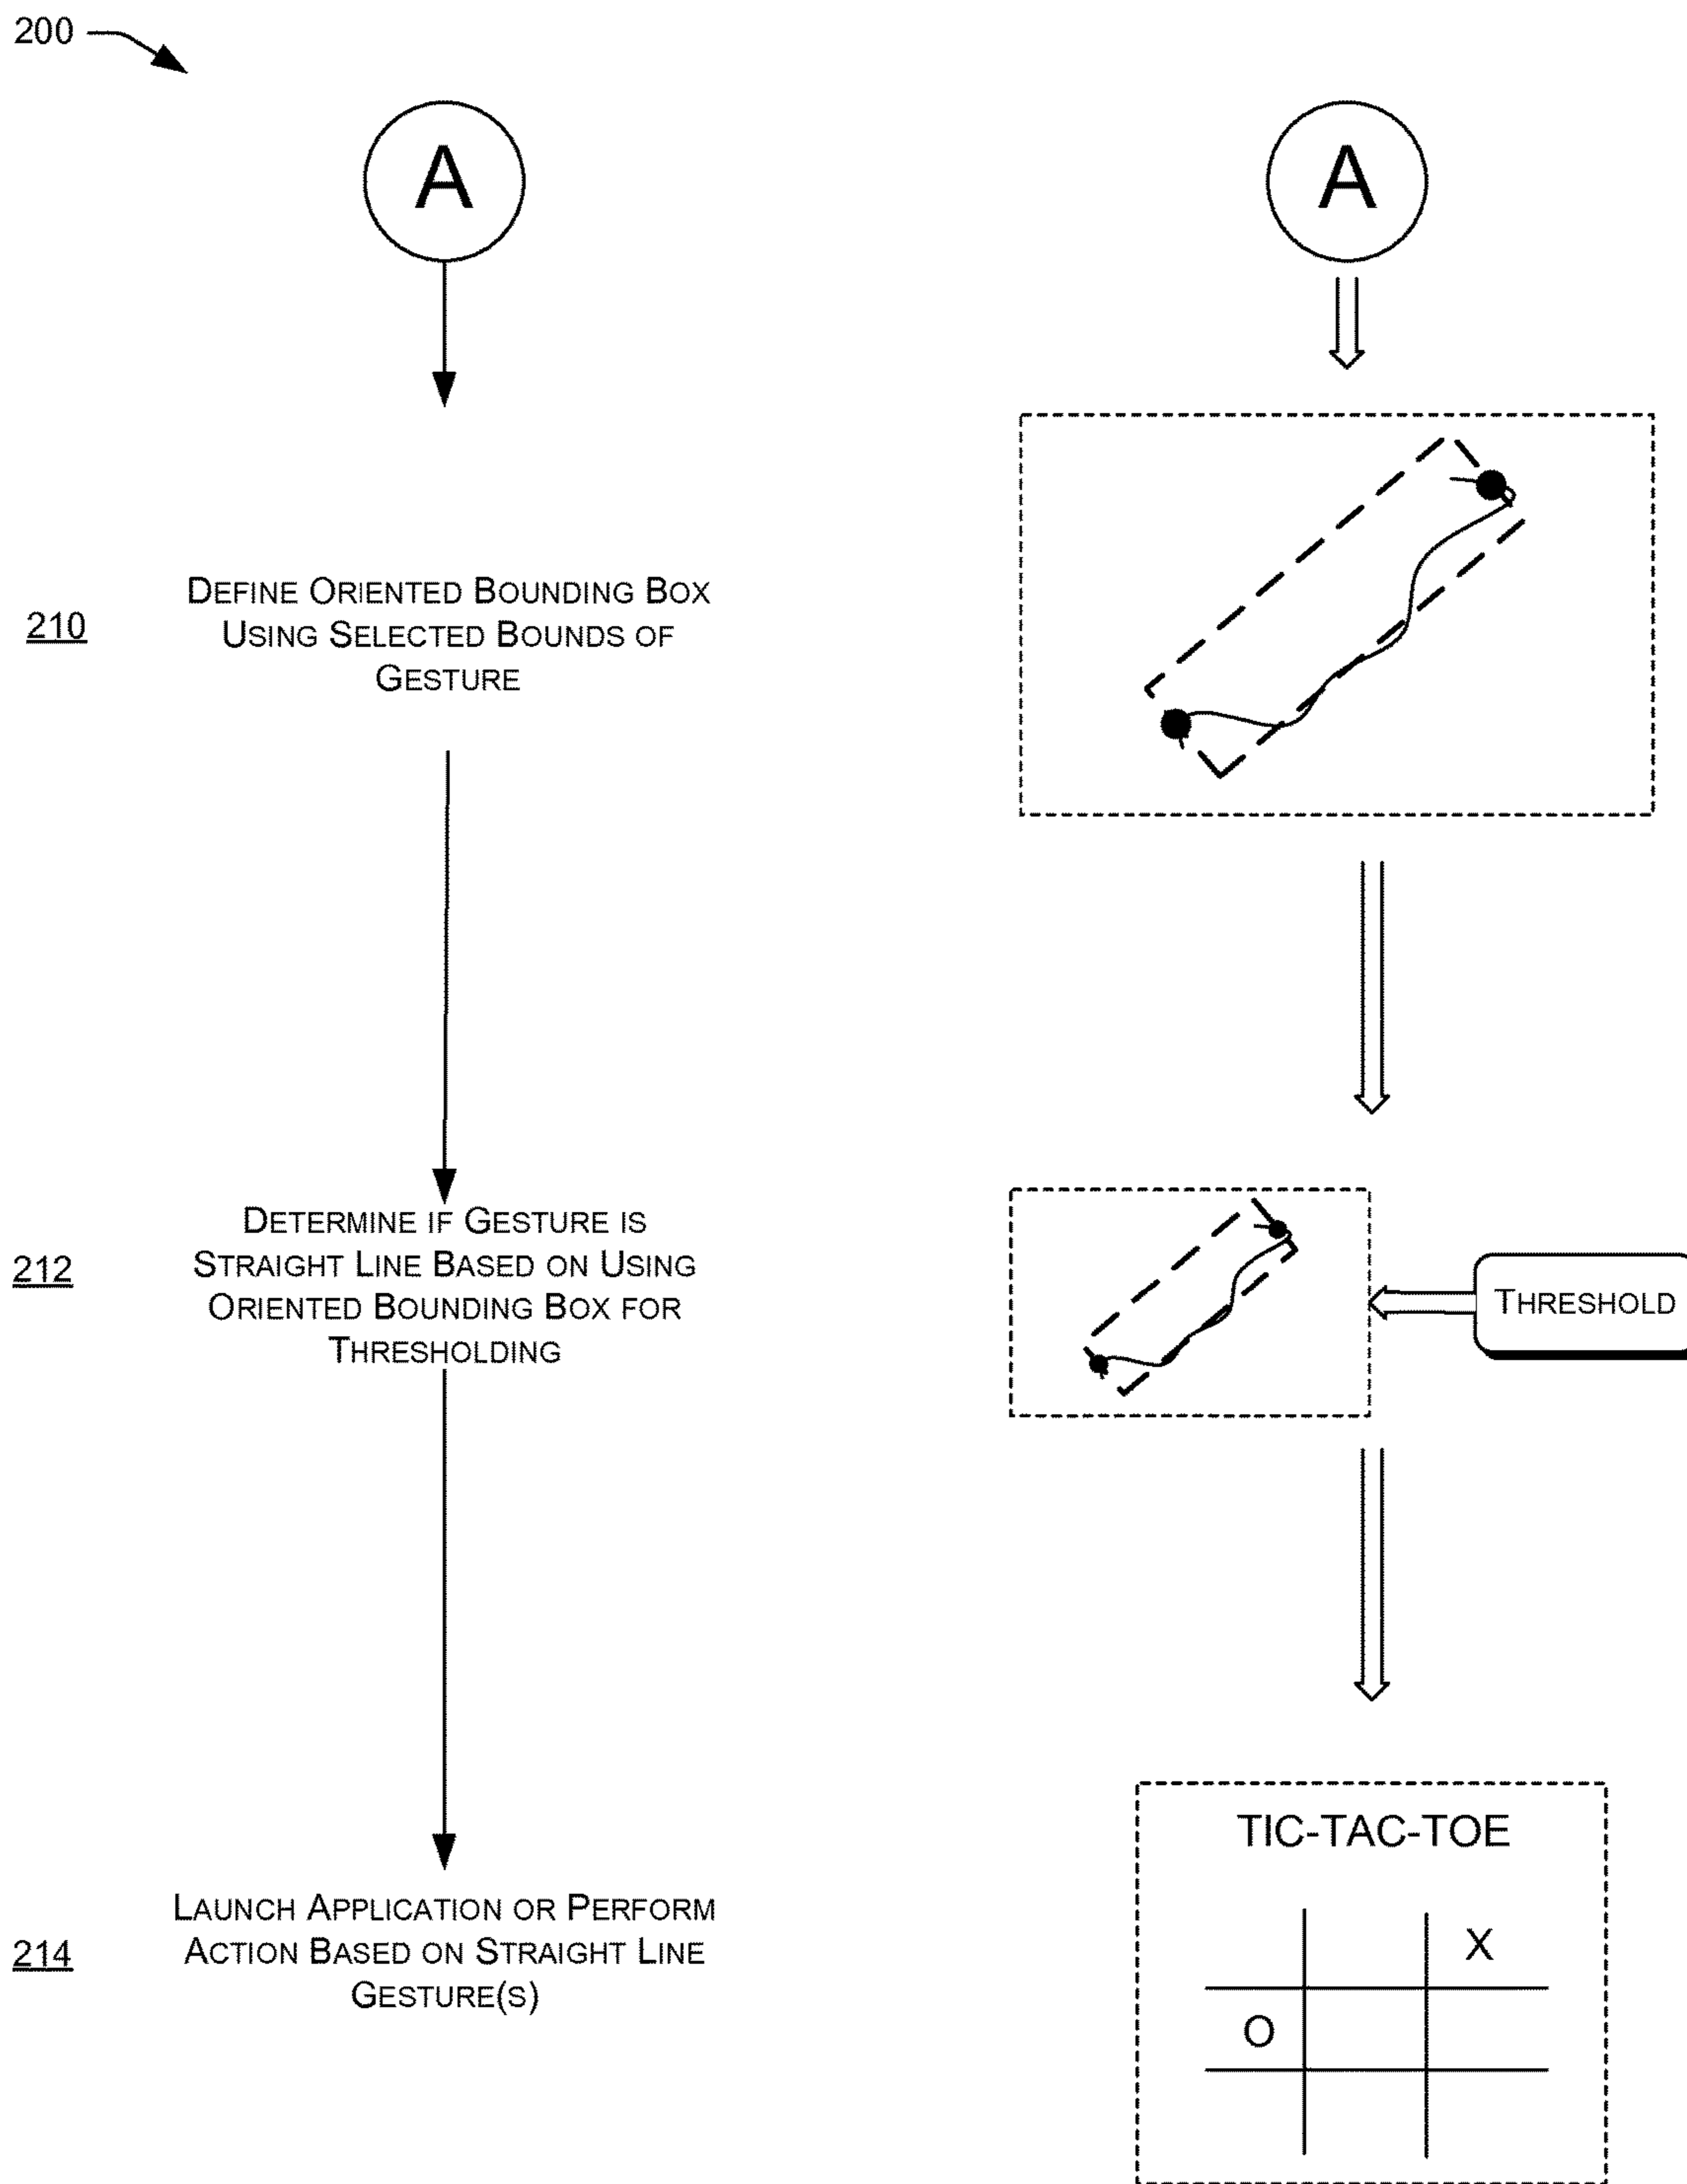 200
A
A
210
DEFINE ORIENTED BOUNDING BOX
USING SELECTED BOUNDS OF
GESTURE
212
DETERMINE IF GESTURE IS
STRAIGHT LINE BASED ON USING
ORIENTED BOUNDING BOX FOR
THRESHOLDING
THRESHOLD
214
LAUNCH APPLICATION OR PERFORM
ACTION BASED ON STRAIGHT LINE
GESTURE(S)
TIC-TAC-TOE
X
O